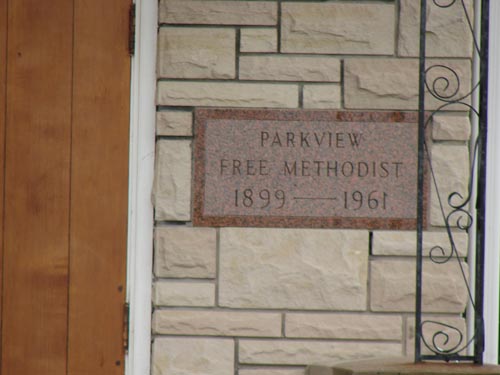 PARKVIEW
FREE METHODIST
1899 — 1961